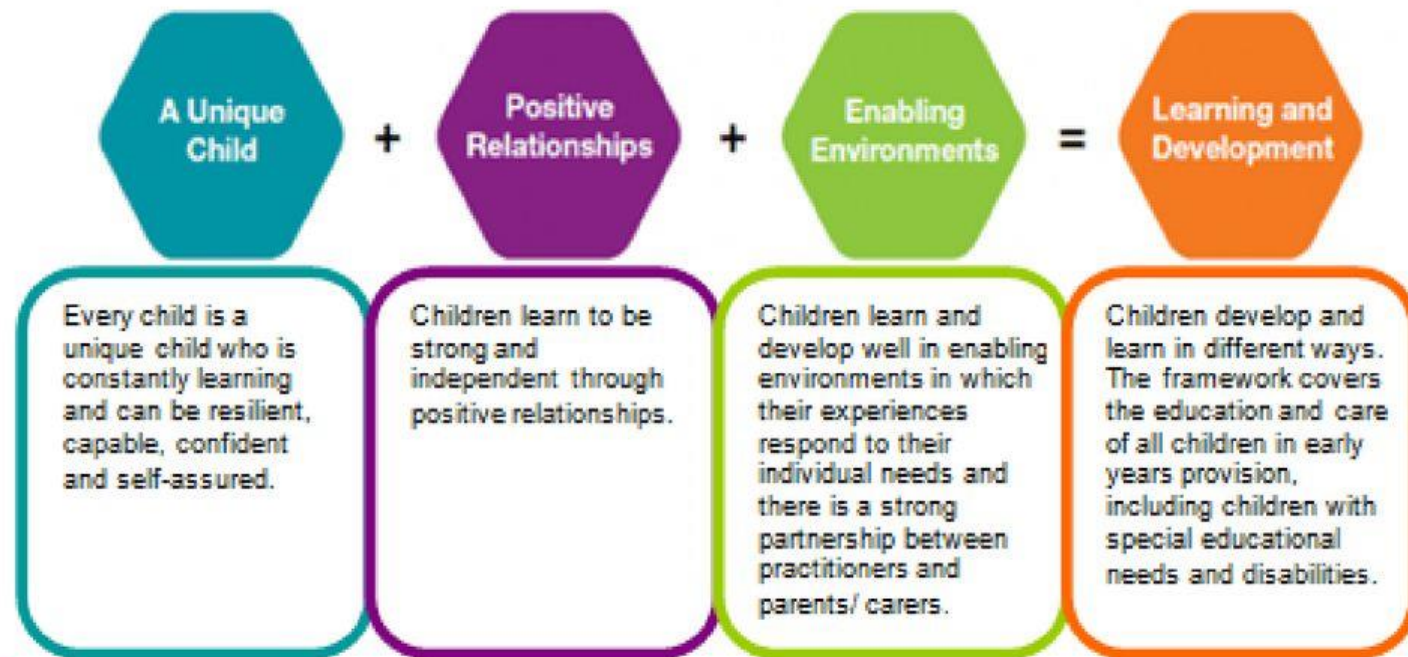 A Unique
Child
+
Positive
Relationships
+
Enabling
Environments
=
Learning and
Development
Every child is a
unique child who is
constantly learning
and can be resilient,
capable, confident
and self-assured.
Children learn to be
strong and
independent through
positive relationships.
Children learn and
develop well in enabling
environments in which
their experiences
respond to their
individual needs and
there is a strong
partnership between
practitioners and
parents/ carers.
Children develop and
learn in different ways.
The framework covers
the education and care
of all children in early
years provision,
including children with
special educational
needs and disabilities.